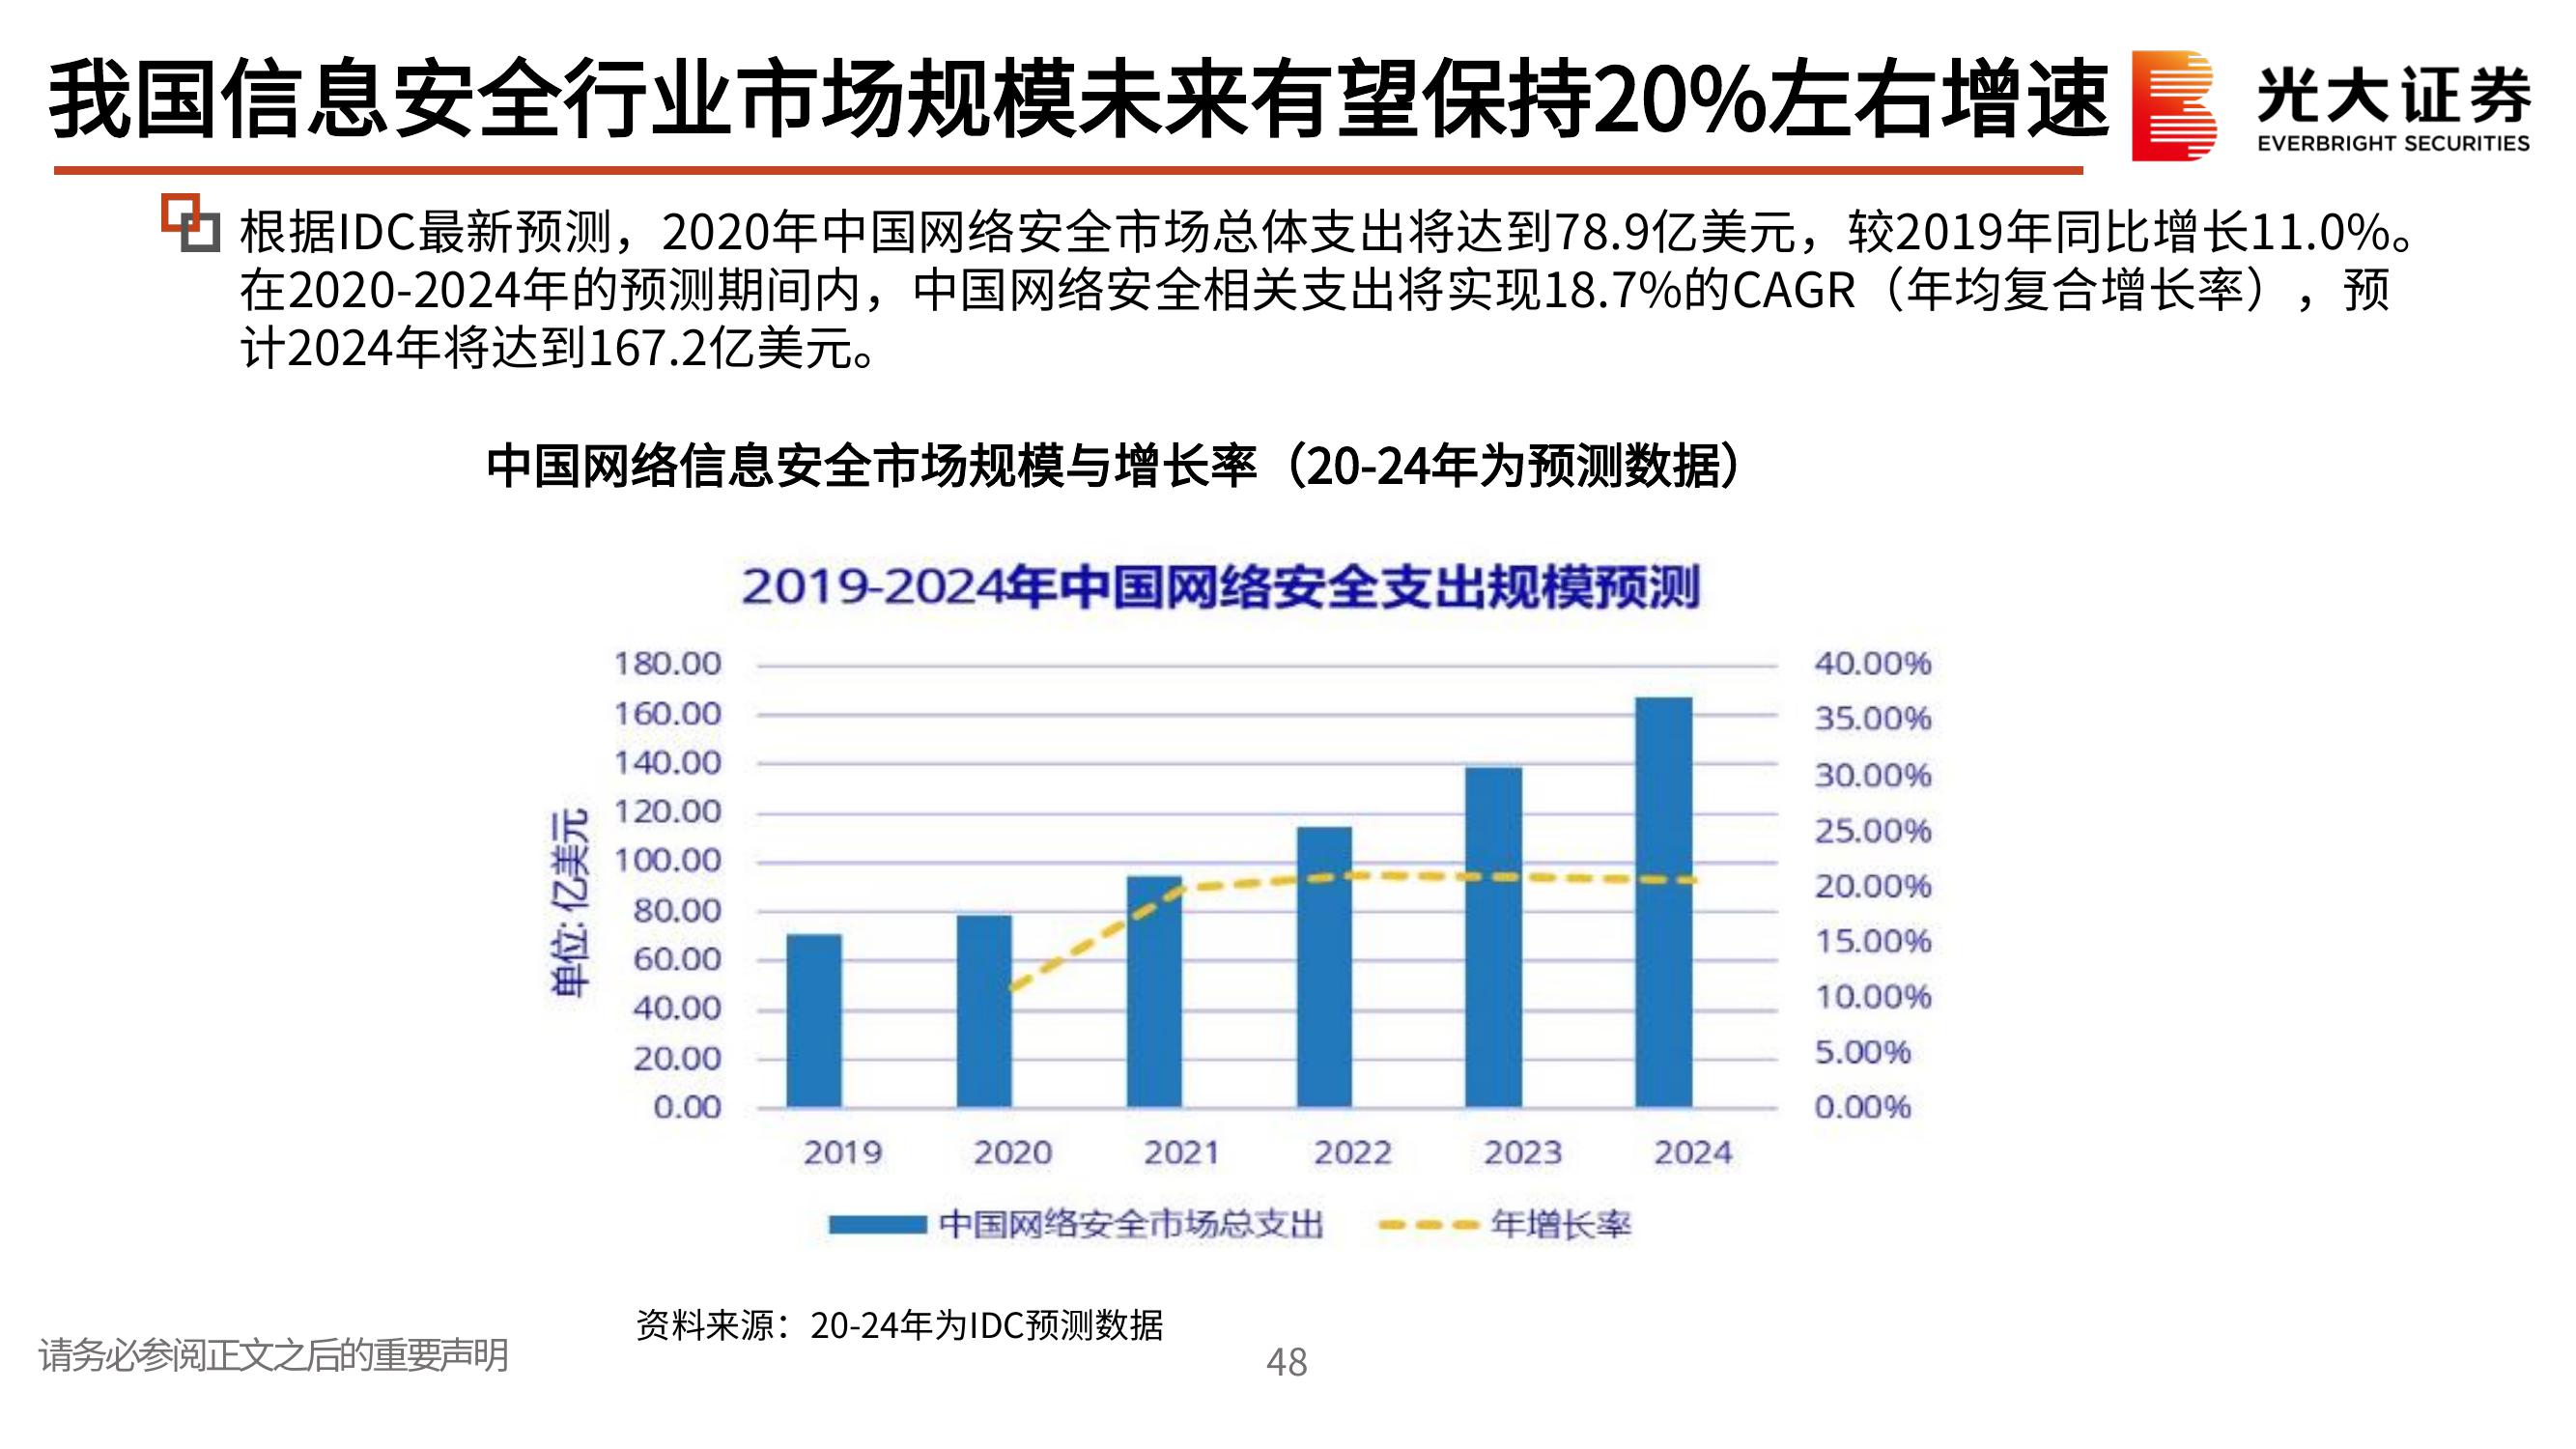 我国信息安全行业市场规模未来有望保持20%左右增速
光大证券
EVERBRIGHT SECURITIES
根据IDC最新预测，2020年中国网络安全市场总体支出将达到78.9亿美元，较2019年同比增长11.0%。
在2020-2024年的预测期间内，中国网络安全相关支出将实现18.7%的CAGR（年均复合增长率），预
计2024年将达到167.2亿美元。
中国网络信息安全市场规模与增长率（20-24年为预测数据）
2019-2024年中国网络安全支出规模预测
单位: 亿美元
180.00
160.00
140.00
120.00
100.00
80.00
60.00
40.00
20.00
0.00
40.00%
35.00%
30.00%
25.00%
20.00%
15.00%
10.00%
5.00%
0.00%
2019 2020 2021 2022 2023 2024
中国网络安全市场总支出 年增长率
资料来源：20-24年为IDC预测数据
请务必参阅正文之后的重要声明
48